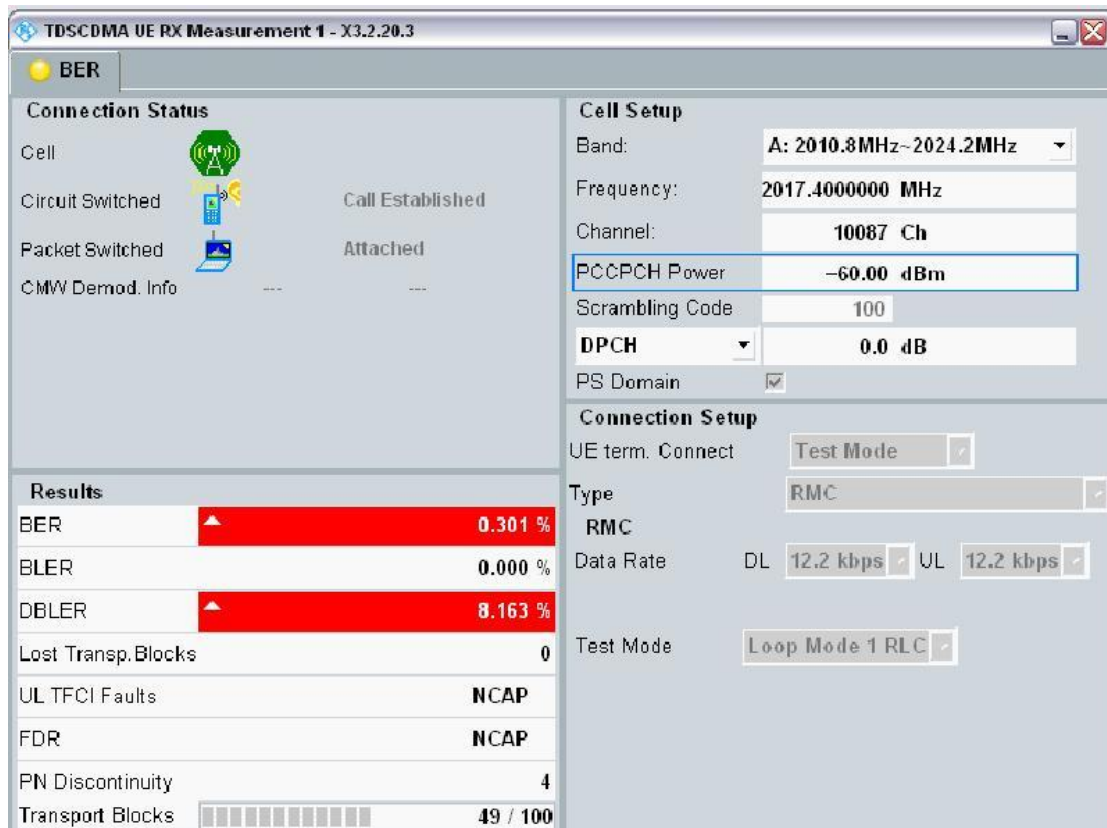 TDSCDMA UE RX Measurement 1 - X3.2.20.3
BER
Connection Status
Cell
Circuit Switched Call Established
Packet Switched Attached
CMW Demod. Info --- ---
Results
BER 0.301 %
BLER 0.000 %
DBLER 8.163 %
Lost Transp. Blocks 0
UL TFCI Faults NCAP
FDR NCAP
PN Discontinuity 4
Transport Blocks 49 / 100
Cell Setup
Band: A: 2010.8MHz~2024.2MHz
Frequency: 2017.4000000 MHz
Channel: 10087 Ch
PCCPCH Power -60.00 dBm
Scrambling Code 100
DPCH 0.0 dB
PS Domain
Connection Setup
UE term. Connect Test Mode
Type RMC
RMC
Data Rate DL 12.2 kbps UL 12.2 kbps
Test Mode Loop Mode 1 RLC